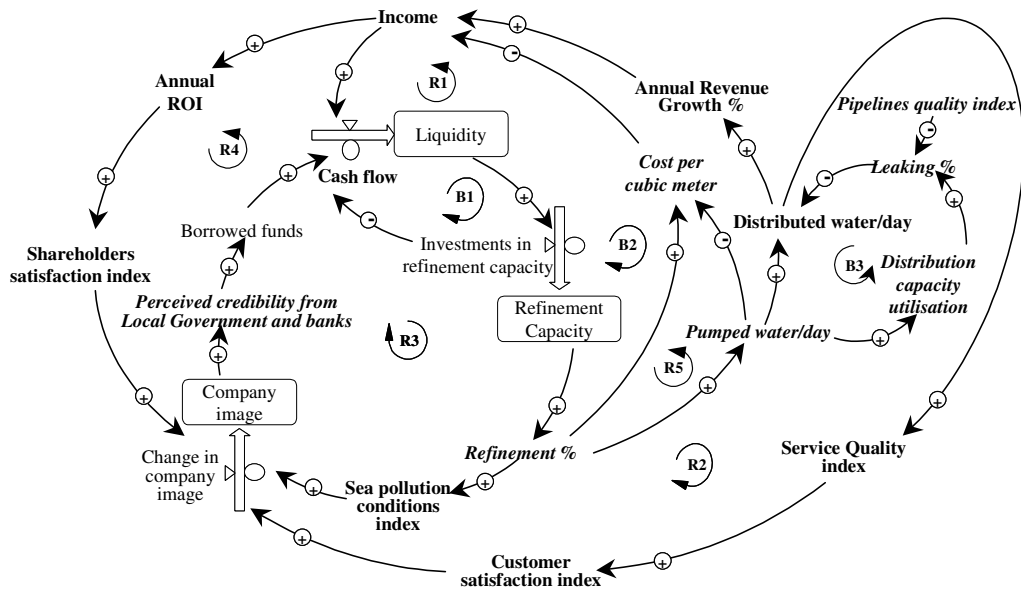 Income
+
+
-
Annual
ROI
+
R1
Annual Revenue
Growth %
Pipelines quality index
-
Liquidity
+
R4
Cash flow
Cost per
cubic meter
Leaking %
-
+
+
B1
+
+
Borrowed funds
-
Distributed water/day
Shareholders
satisfaction index
Investments in
refinement capacity
B2
-
+
B3
Distribution
capacity
utilisation
+
+
Perceived credibility from
Local Government and banks
Refinement
Capacity
R3
Pumped water/day
+
+
R5
+
+
Company
image
+
+
Change in
company
image
Refinement %
R2
Service Quality
index
+
+
Sea pollution
conditions
index
+
+
Customer
satisfaction index